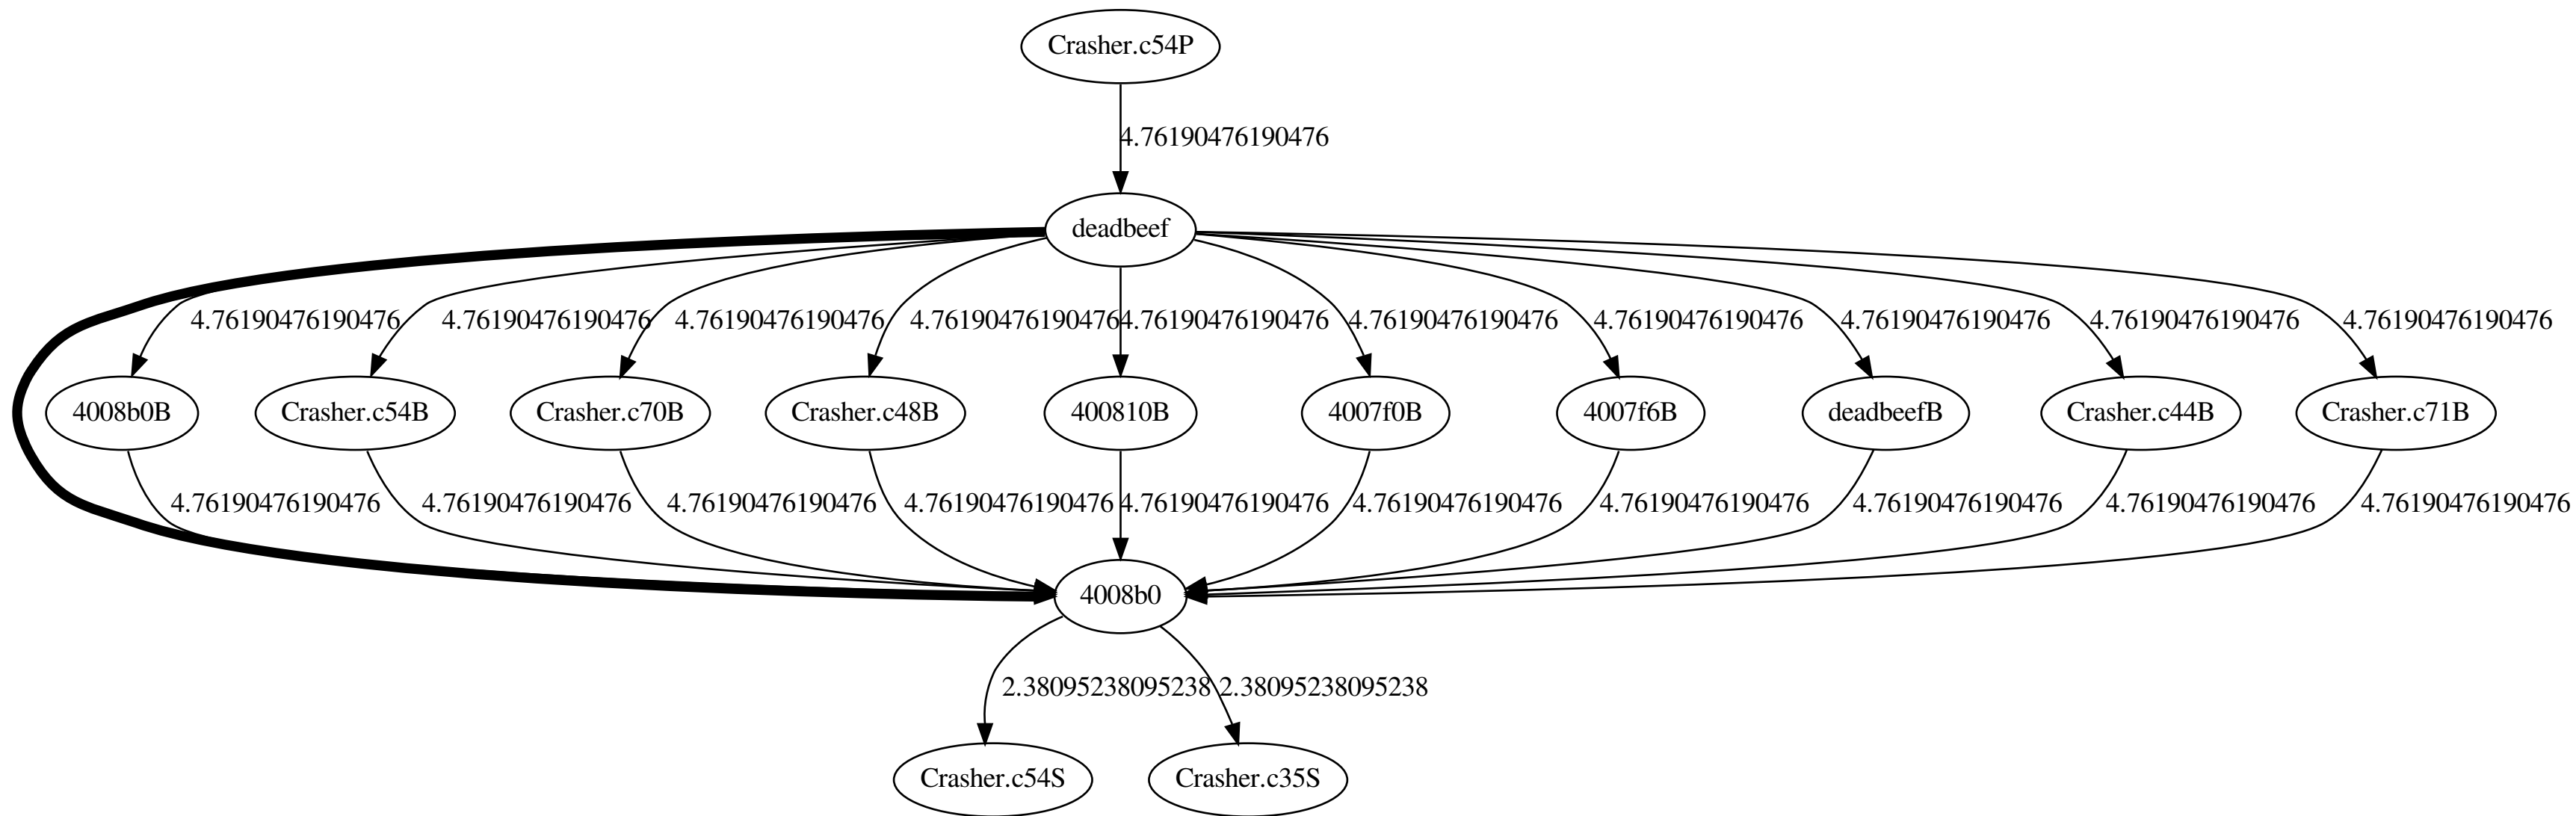 Crasher.c54P
4.76190476190476
deadbeef
4.76190476190476 4.76190476190476 4.76190476190476 4.76190476190476 4.76190476190476 4.76190476190476 4.76190476190476 4.76190476190476 4.76190476190476 4.76190476190476
4008b0B Crasher.c54B Crasher.c70B Crasher.c48B 400810B 4007f0B 4007f6B deadbeefB Crasher.c44B Crasher.c71B
4.76190476190476 4.76190476190476 4.76190476190476 4.76190476190476 4.76190476190476 4.76190476190476 4.76190476190476 4.76190476190476 4.76190476190476 4.76190476190476
4008b0
2.38095238095238 2.38095238095238
Crasher.c54S Crasher.c35S